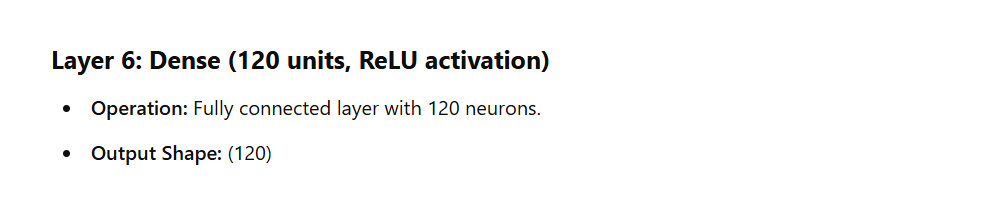 Layer 6: Dense (120 units, ReLU activation)
• Operation: Fully connected layer with 120 neurons.
• Output Shape: (120)